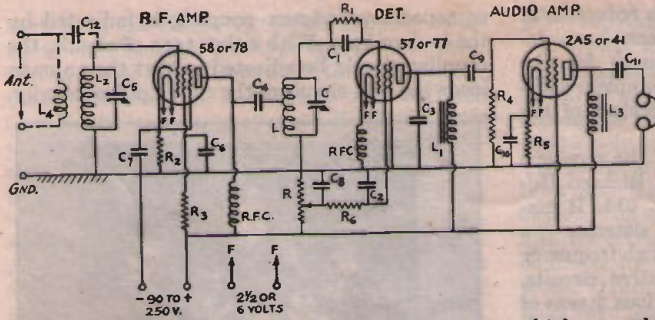 R.F. AMP. DET. AUDIO AMP.
C12 58 or 78 R1 57 or 77 2A5 or 41 C11
Ant. L4 L2 C5 C1 C9
C4 L C C3 L1 R4 L3
F F F F F F
C7 R2 C6 RFC C10 R5
GND. R3 R.F.C. R C8 C2 R6
F F
- 90 TO + 2½ OR
250 V. 6 VOLTS